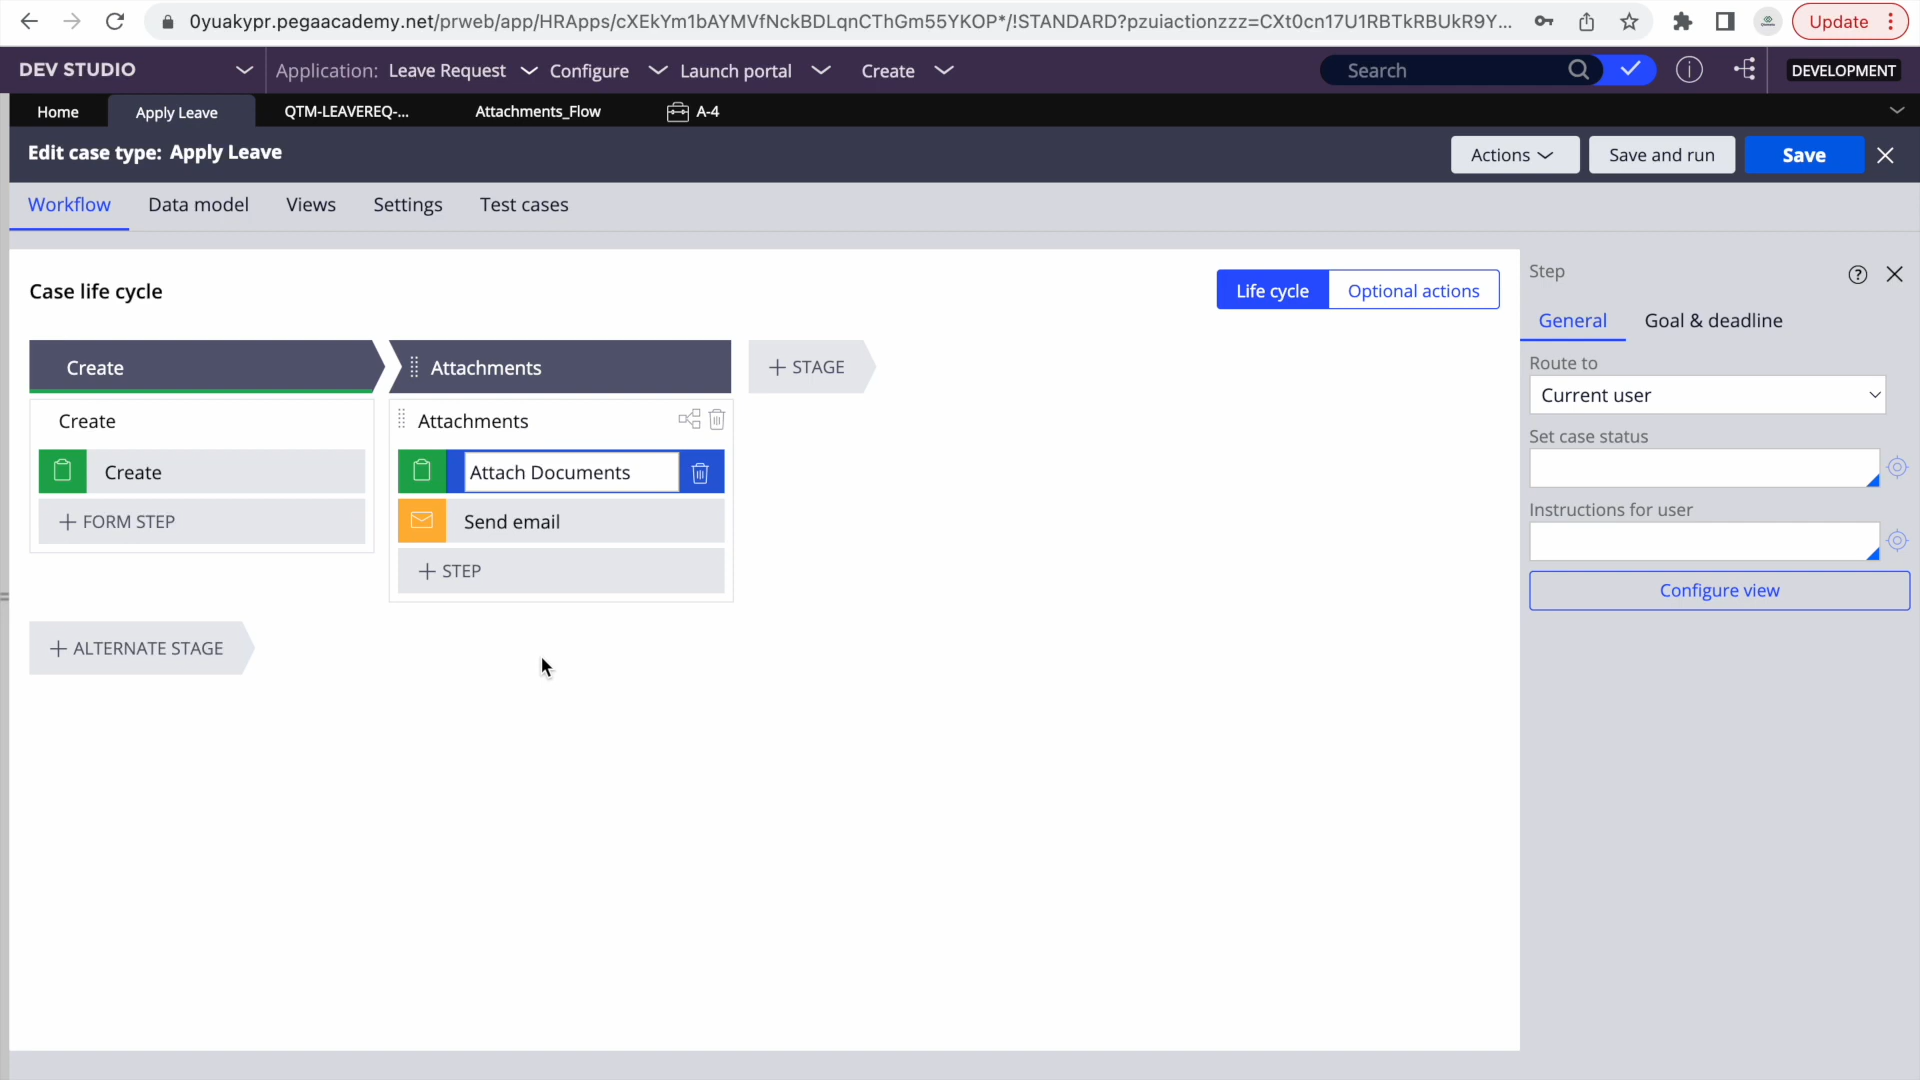 0yuakypr.pegaacademy.net/prweb/app/HRApps/cXEkYm1bAYMVfNckBDLqnCThGm55YKOP*/!STANDARD?pzuiactionzzz=CXt0cn17U1RBTkRBUkR9Y...
Update
DEV STUDIO
Application: Leave Request
Configure
Launch portal
Create
Search
DEVELOPMENT
Home
Apply Leave
QTM-LEAVEREQ-...
Attachments_Flow
A-4
Edit case type: Apply Leave
Actions
Save and run
Save
Workflow
Data model
Views
Settings
Test cases
Case life cycle
Life cycle
Optional actions
Create
Attachments
+ STAGE
Create
Create
+ FORM STEP
Attachments
Attach Documents
Send email
+ STEP
+ ALTERNATE STAGE
Step
General
Goal & deadline
Route to
Current user
Set case status
Instructions for user
Configure view